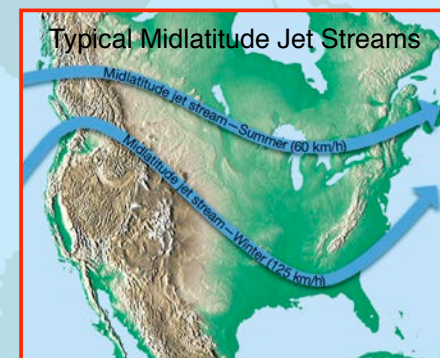 Typical Midlatitude Jet Streams
Midlatitude jet stream—Summer (60 km/h)
Midlatitude jet stream—Winter (125 km/h)